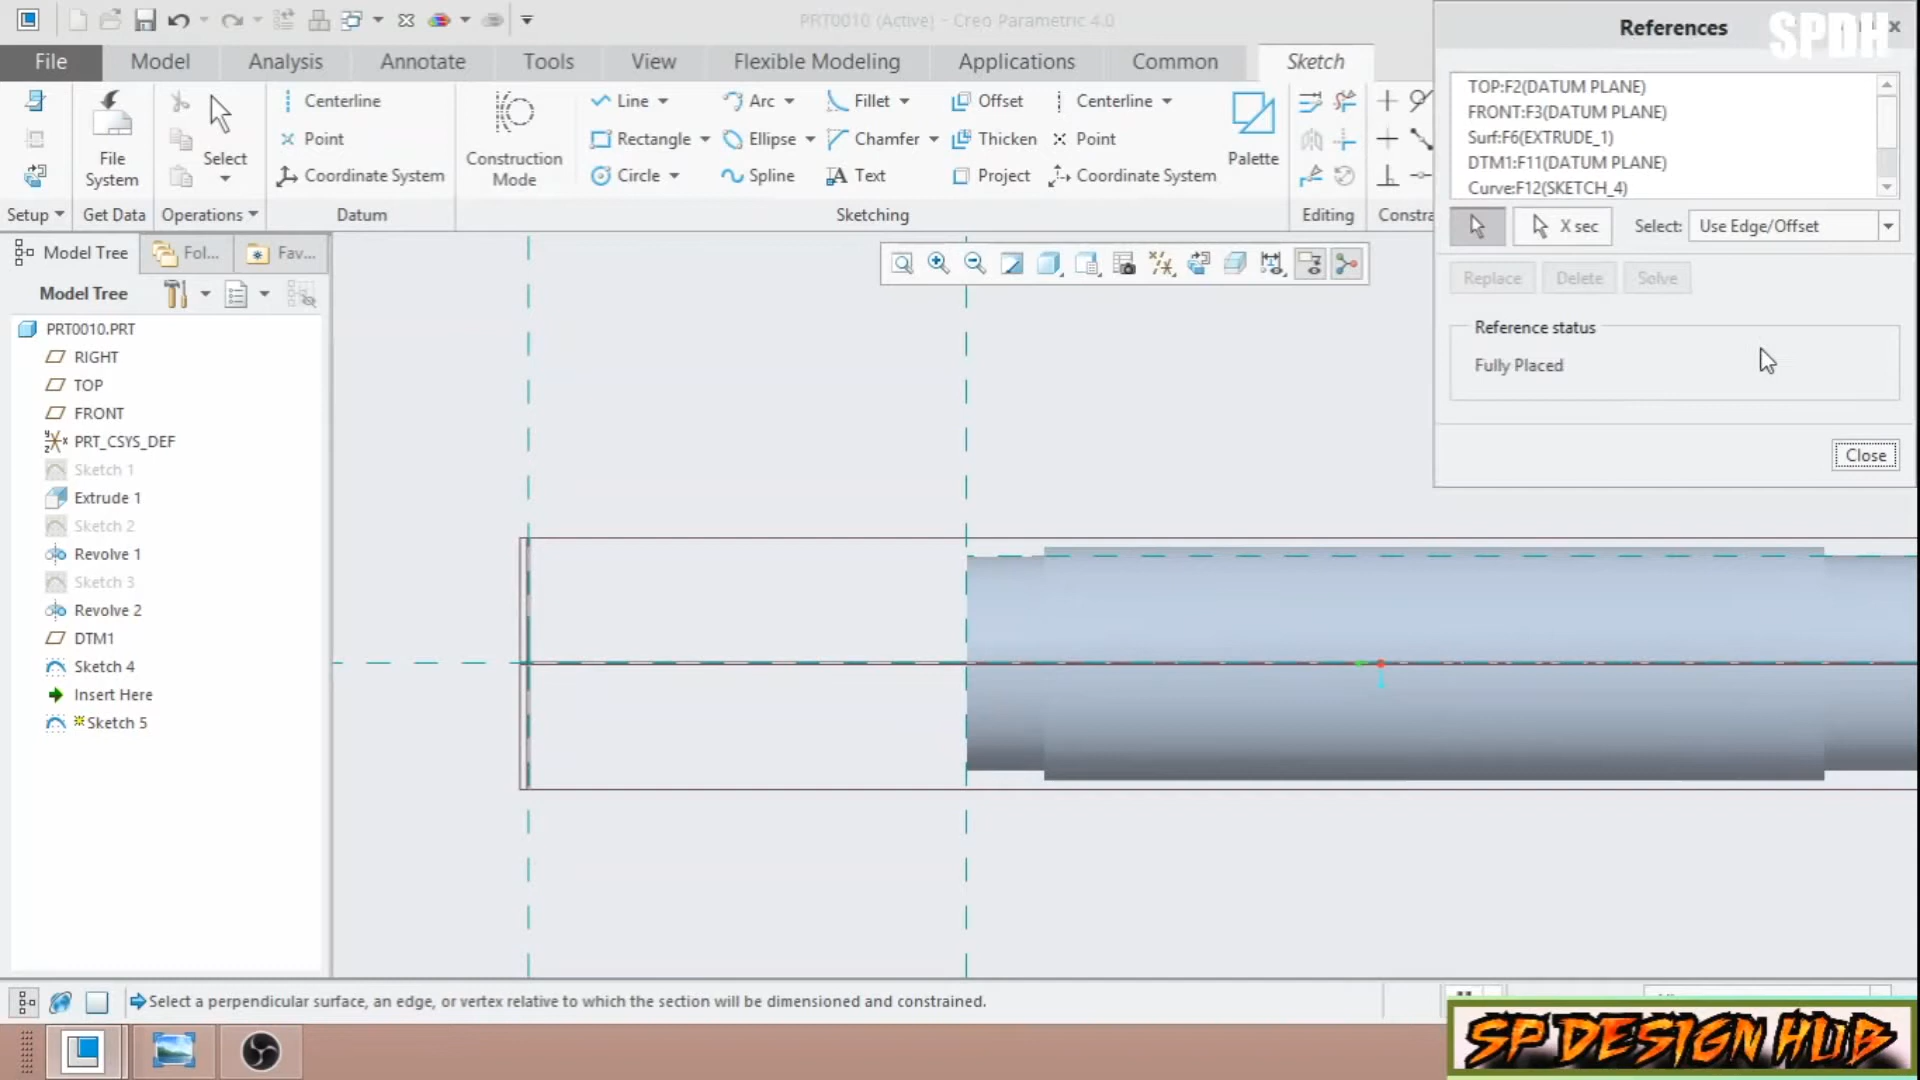 PRT0010 (Active) - Creo Parametric 4.0
File
Model
Analysis
Annotate
Tools
View
Flexible Modeling
Applications
Common
Sketch
File System
Select
Centerline
Point
Coordinate System
Construction Mode
Line
Arc
Fillet
Offset
Centerline
Rectangle
Ellipse
Chamfer
Thicken
Point
Circle
Spline
Text
Project
Coordinate System
Palette
Setup
Get Data
Operations
Datum
Sketching
Editing
Constra
References
SPDH
TOP:F2(DATUM PLANE)
FRONT:F3(DATUM PLANE)
Surf:F6(EXTRUDE_1)
DTM1:F11(DATUM PLANE)
Curve:F12(SKETCH_4)
X sec
Select:
Use Edge/Offset
Replace
Delete
Solve
Reference status
Fully Placed
Close
Model Tree
Fol...
Fav...
Model Tree
PRT0010.PRT
RIGHT
TOP
FRONT
PRT_CSYS_DEF
Sketch 1
Extrude 1
Sketch 2
Revolve 1
Sketch 3
Revolve 2
DTM1
Sketch 4
Insert Here
Sketch 5
Select a perpendicular surface, an edge, or vertex relative to which the section will be dimensioned and constrained.
SP DESIGN HUB